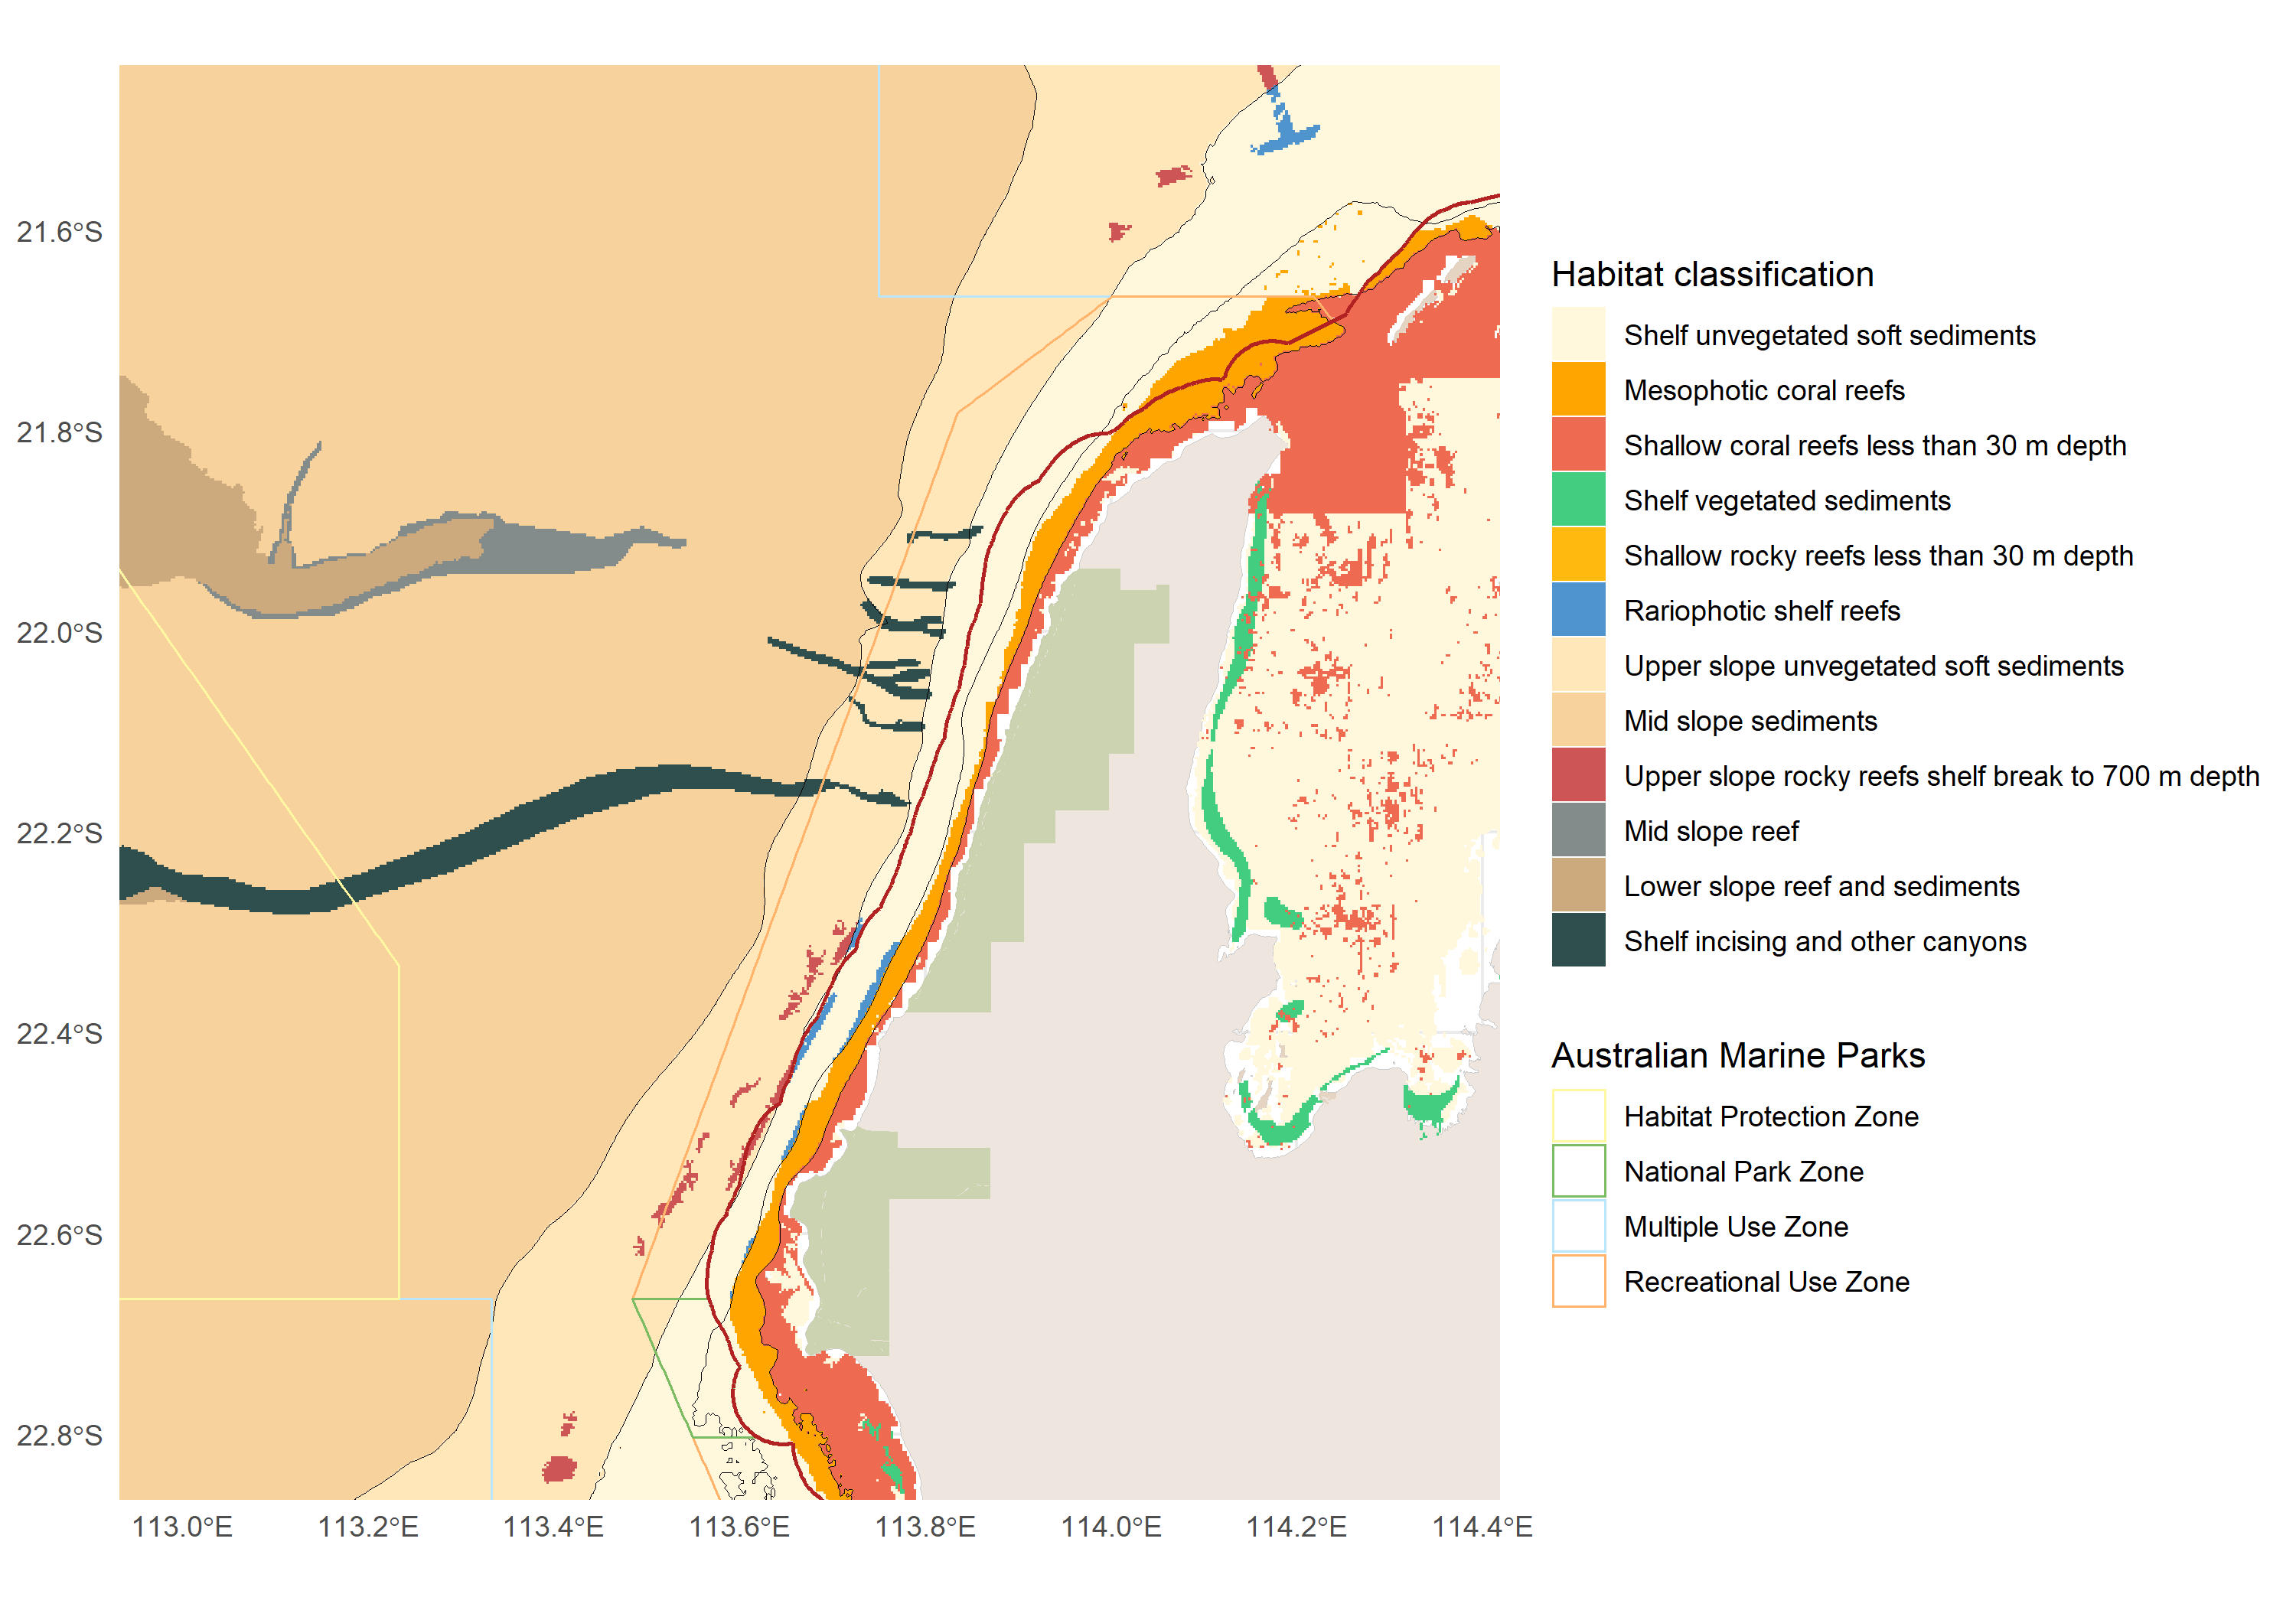 21.6°S
21.8°S
22.0°S
22.2°S
22.4°S
22.6°S
22.8°S
113.0°E
113.2°E
113.4°E
113.6°E
113.8°E
114.0°E
114.2°E
114.4°E
Habitat classification
Shelf unvegetated soft sediments
Mesophotic coral reefs
Shallow coral reefs less than 30 m depth
Shelf vegetated sediments
Shallow rocky reefs less than 30 m depth
Rariophotic shelf reefs
Upper slope unvegetated soft sediments
Mid slope sediments
Upper slope rocky reefs shelf break to 700 m depth
Mid slope reef
Lower slope reef and sediments
Shelf incising and other canyons
Australian Marine Parks
Habitat Protection Zone
National Park Zone
Multiple Use Zone
Recreational Use Zone